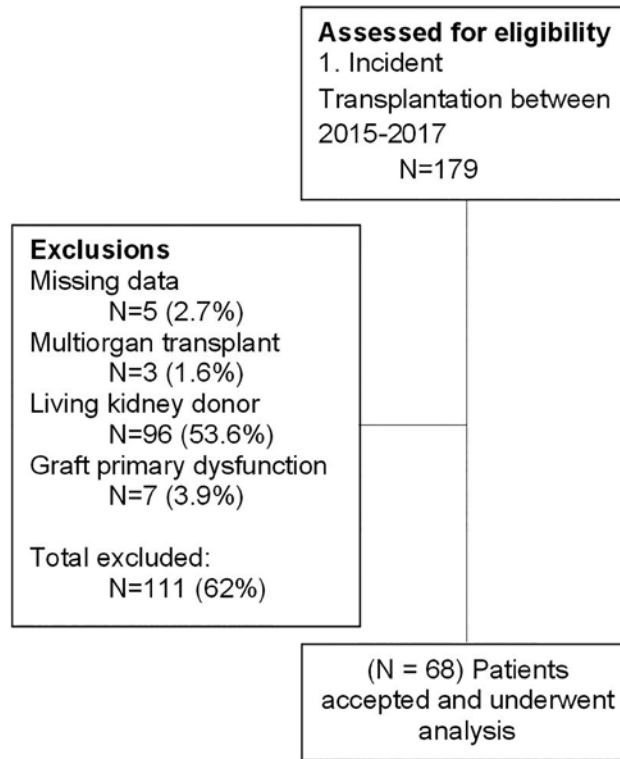 Assessed for eligibility
1. Incident
Transplantation between
2015-2017
N=179
Exclusions
Missing data
N=5 (2.7%)
Multiorgan transplant
N=3 (1.6%)
Living kidney donor
N=96 (53.6%)
Graft primary dysfunction
N=7 (3.9%)
Total excluded:
N=111 (62%)
(N = 68) Patients
accepted and underwent
analysis